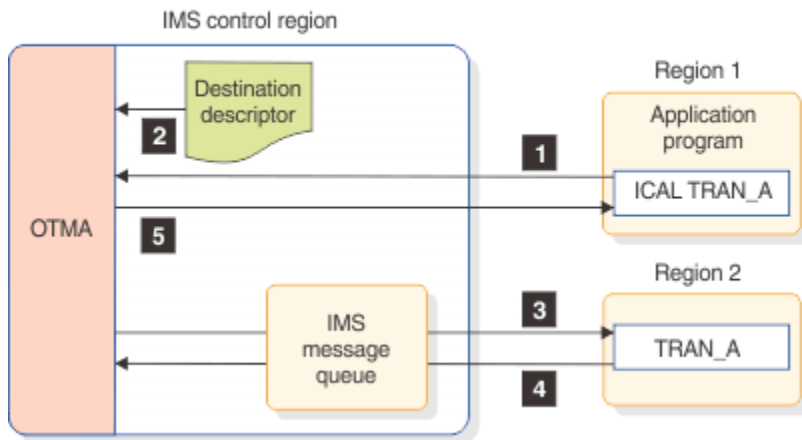 IMS control region
Destination
descriptor
2
OTMA
5
1
Region 1
Application
program
ICAL TRAN_A
IMS
message
queue
3
4
Region 2
TRAN_A